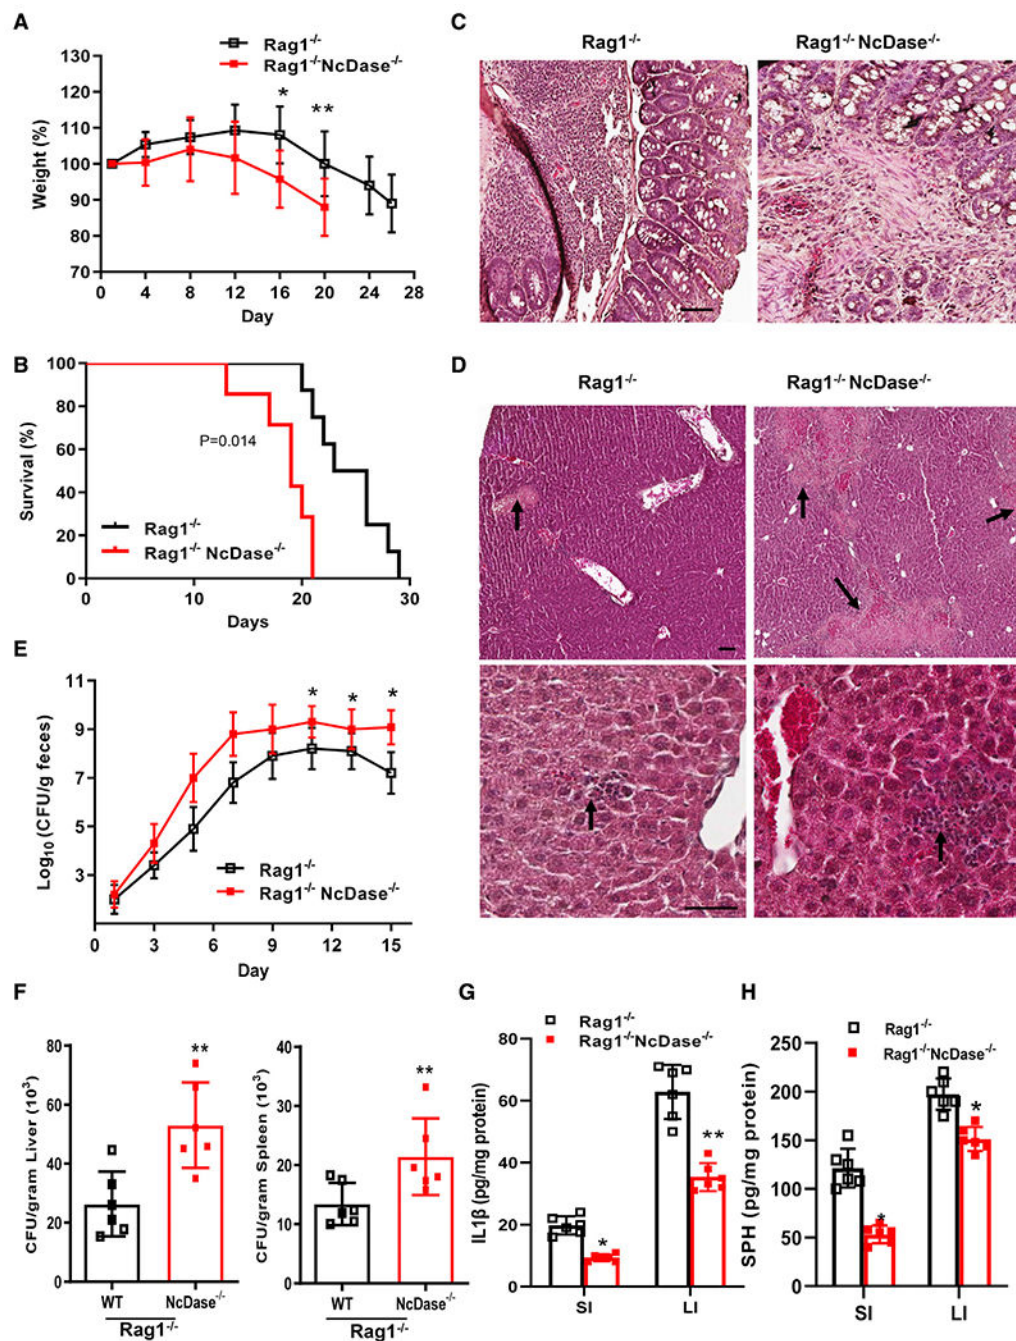 A
Rag1-/-
Rag1-/-NcDase-/-
*
**
130
120
110
100
90
80
70
Weight (%)
0 4 8 12 16 20 24 28
Day
B
100
80
60
40
20
0
Survival (%)
P=0.014
Rag1-/-
Rag1-/- NcDase-/-
0 10 20 30
Days
C
Rag1-/- Rag1-/- NcDase-/-
D
Rag1-/- Rag1-/- NcDase-/-
E
11
9
7
5
3
Log10 (CFU/g feces)
* * *
Rag1-/-
Rag1-/- NcDase-/-
0 3 6 9 12 15
Day
F
80
60
40
20
0
CFU/gram Liver (10³)
**
WT NcDase-/-
Rag1-/-
40
30
20
10
0
CFU/gram Spleen (10³)
**
WT NcDase-/-
Rag1-/-
G
Rag1-/-
Rag1-/-NcDase-/-
80
60
40
20
0
IL1β (pg/mg protein)
*
**
SI LI
H
Rag1-/-
Rag1-/-NcDase-/-
250
200
150
100
50
0
SPH (pg/mg protein)
*
*
SI LI